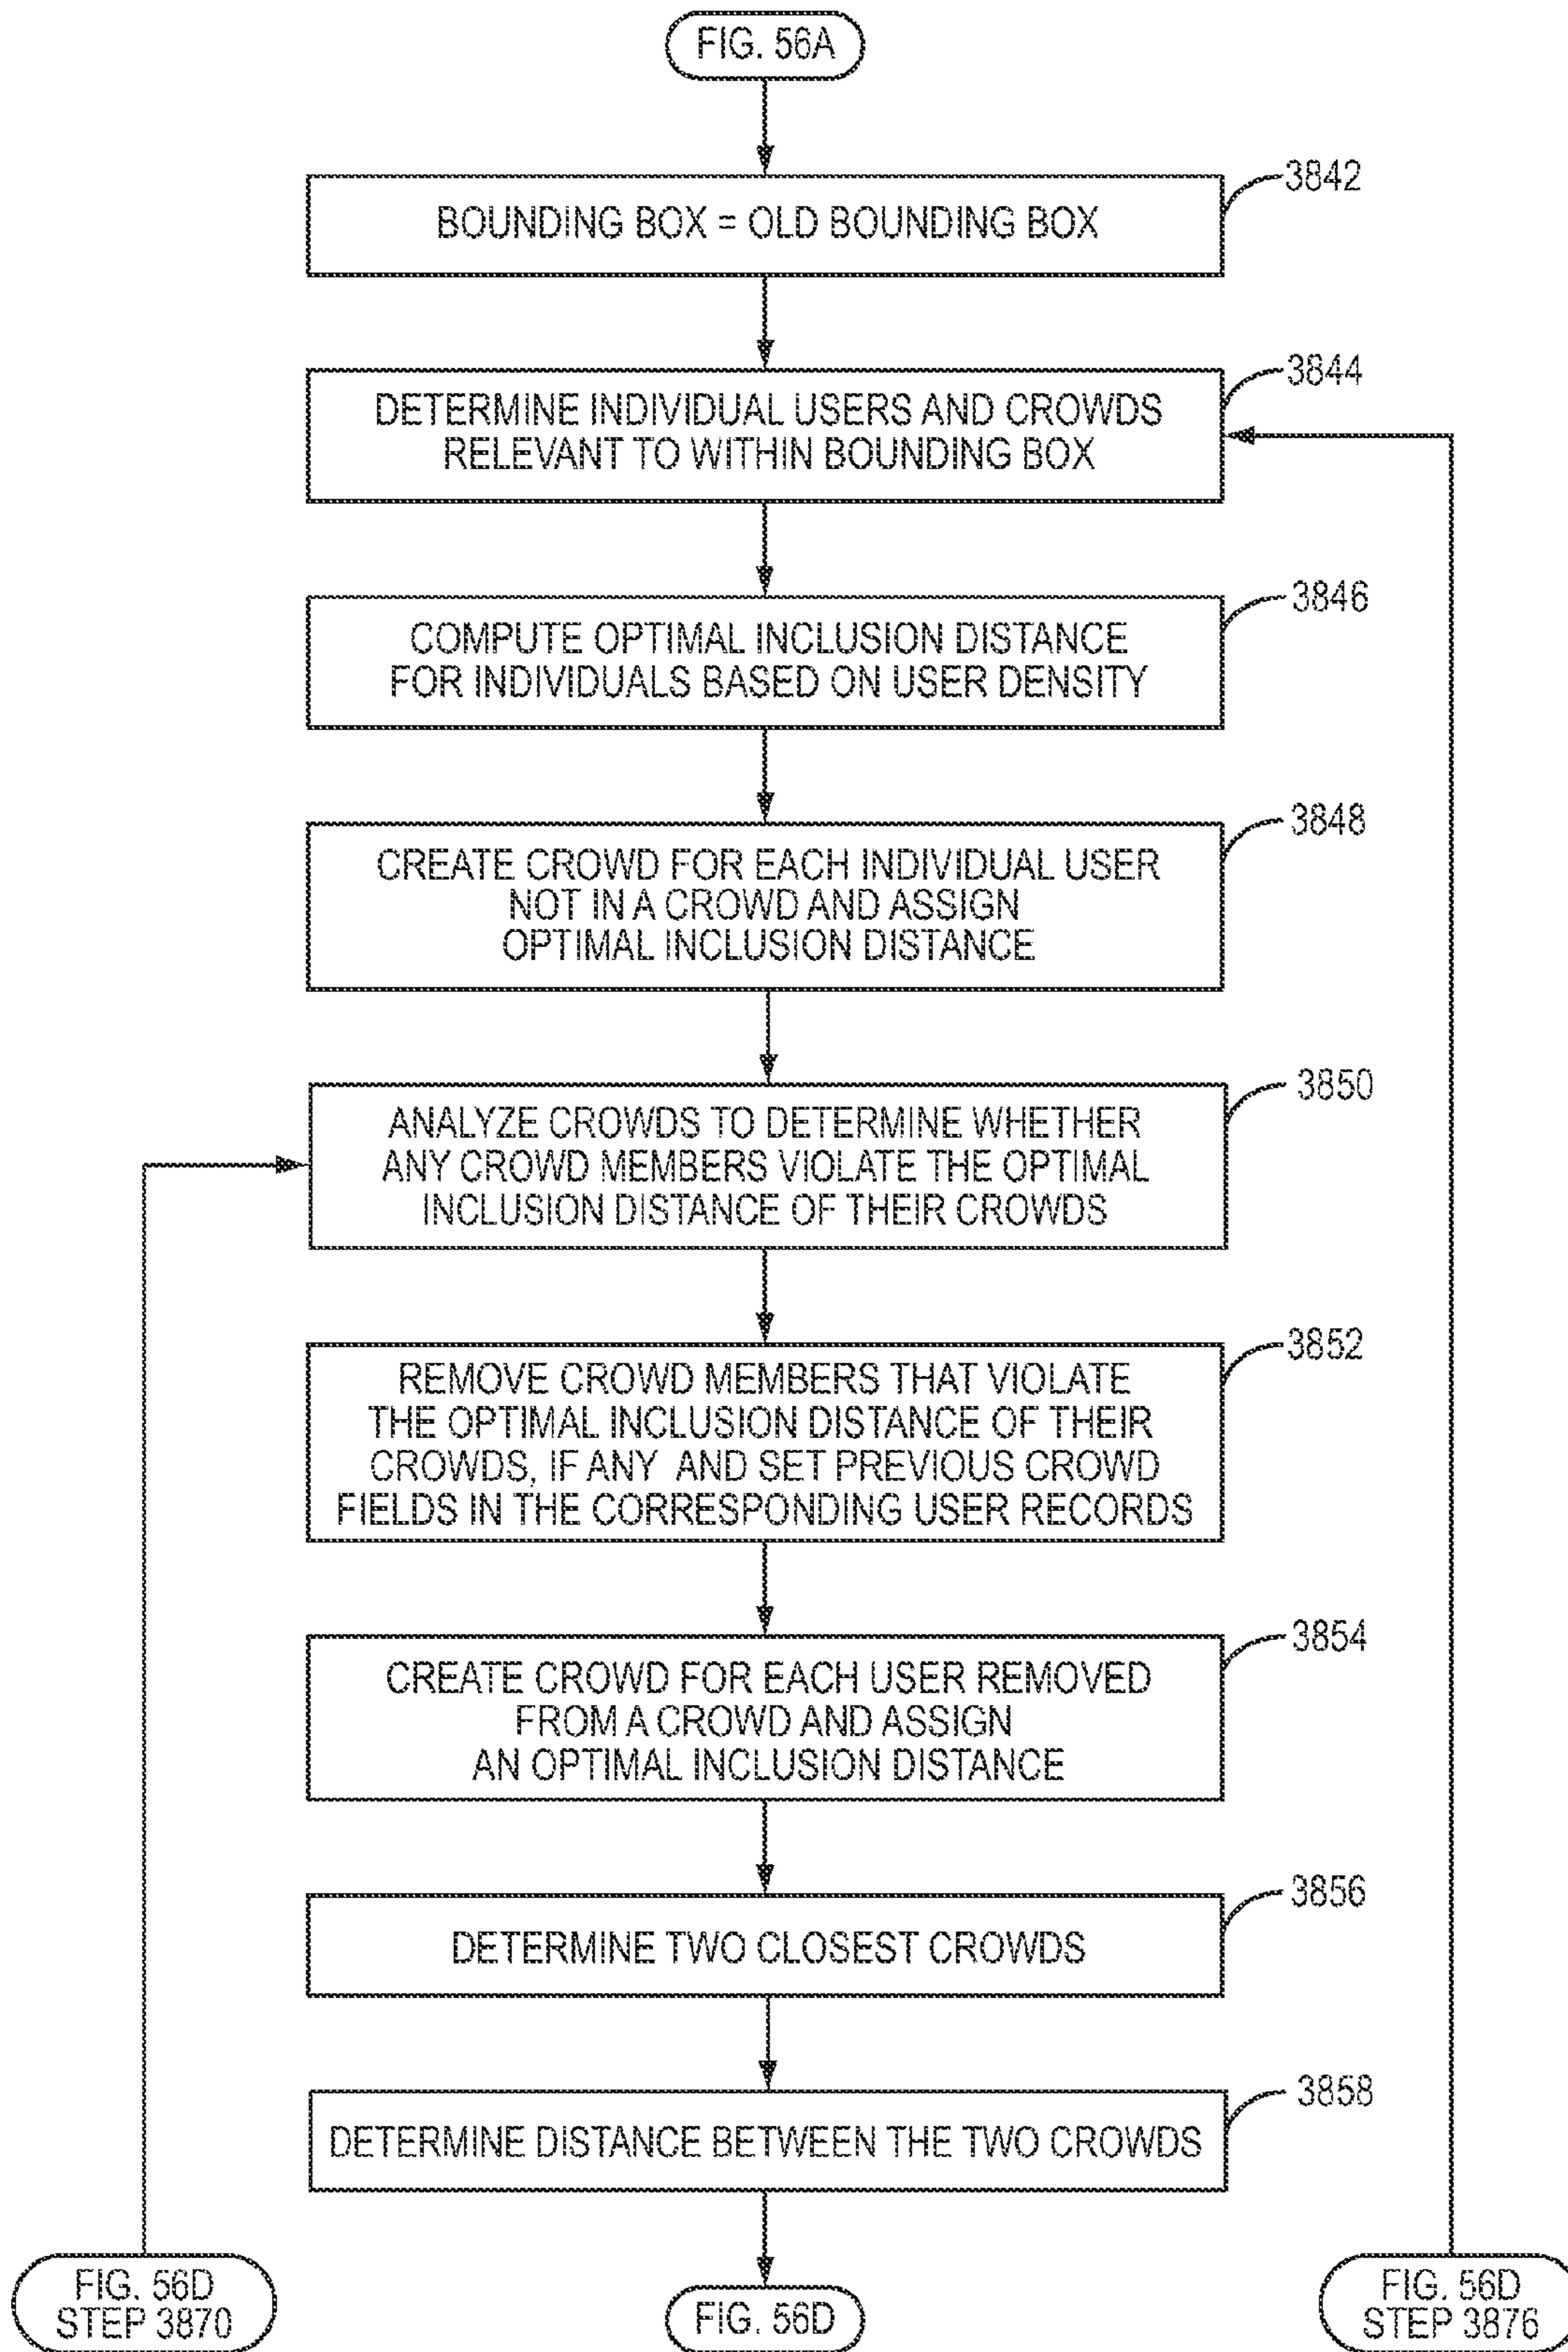 FIG. 56A
3842
BOUNDING BOX = OLD BOUNDING BOX
3844
DETERMINE INDIVIDUAL USERS AND CROWDS
RELEVANT TO WITHIN BOUNDING BOX
3846
COMPUTE OPTIMAL INCLUSION DISTANCE
FOR INDIVIDUALS BASED ON USER DENSITY
3848
CREATE CROWD FOR EACH INDIVIDUAL USER
NOT IN A CROWD AND ASSIGN
OPTIMAL INCLUSION DISTANCE
3850
ANALYZE CROWDS TO DETERMINE WHETHER
ANY CROWD MEMBERS VIOLATE THE OPTIMAL
INCLUSION DISTANCE OF THEIR CROWDS
3852
REMOVE CROWD MEMBERS THAT VIOLATE
THE OPTIMAL INCLUSION DISTANCE OF THEIR
CROWDS, IF ANY AND SET PREVIOUS CROWD
FIELDS IN THE CORRESPONDING USER RECORDS
3854
CREATE CROWD FOR EACH USER REMOVED
FROM A CROWD AND ASSIGN
AN OPTIMAL INCLUSION DISTANCE
3856
DETERMINE TWO CLOSEST CROWDS
3858
DETERMINE DISTANCE BETWEEN THE TWO CROWDS
FIG. 56D
STEP 3870
FIG. 56D
FIG. 56D
STEP 3876